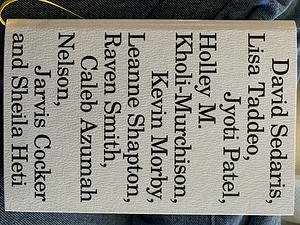 David Sedaris,
Lisa Taddeo,
Jyoti Patel,
Holley M.
Kholi-Murchison,
Kevin Morby,
Leanne Shapton,
Raven Smith,
Caleb Azumah
Nelson,
Jarvis Cocker
and Sheila Heti